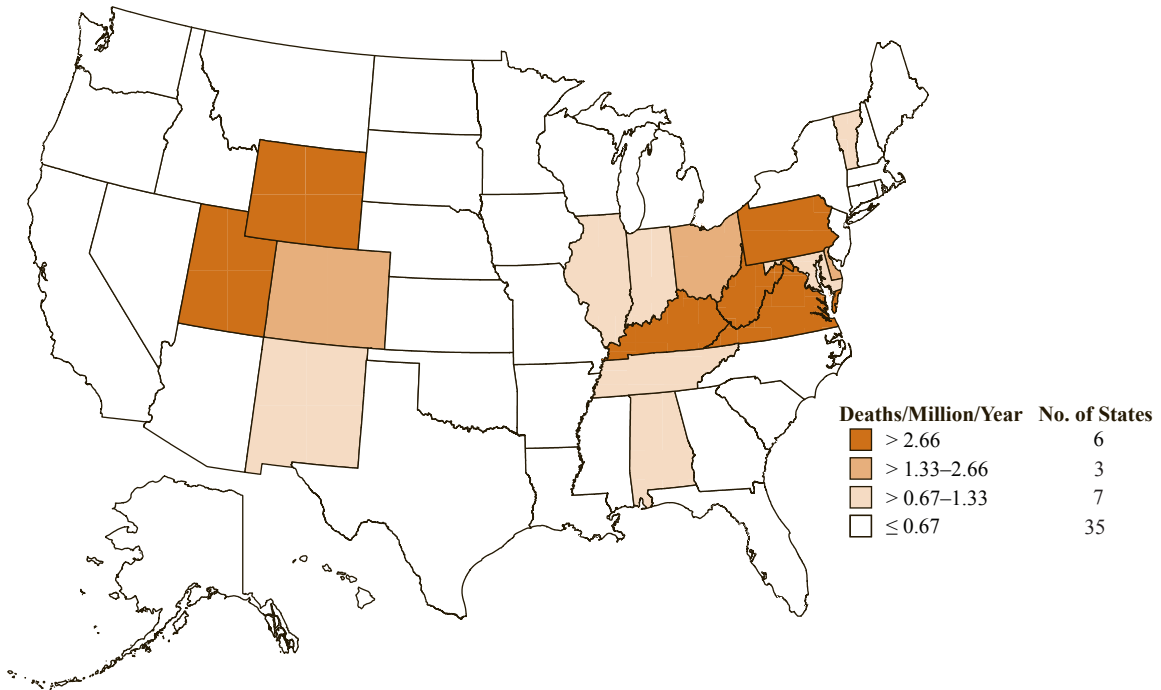 Deaths/Million/Year No. of States
> 2.66 6
> 1.33–2.66 3
> 0.67–1.33 7
≤ 0.67 35